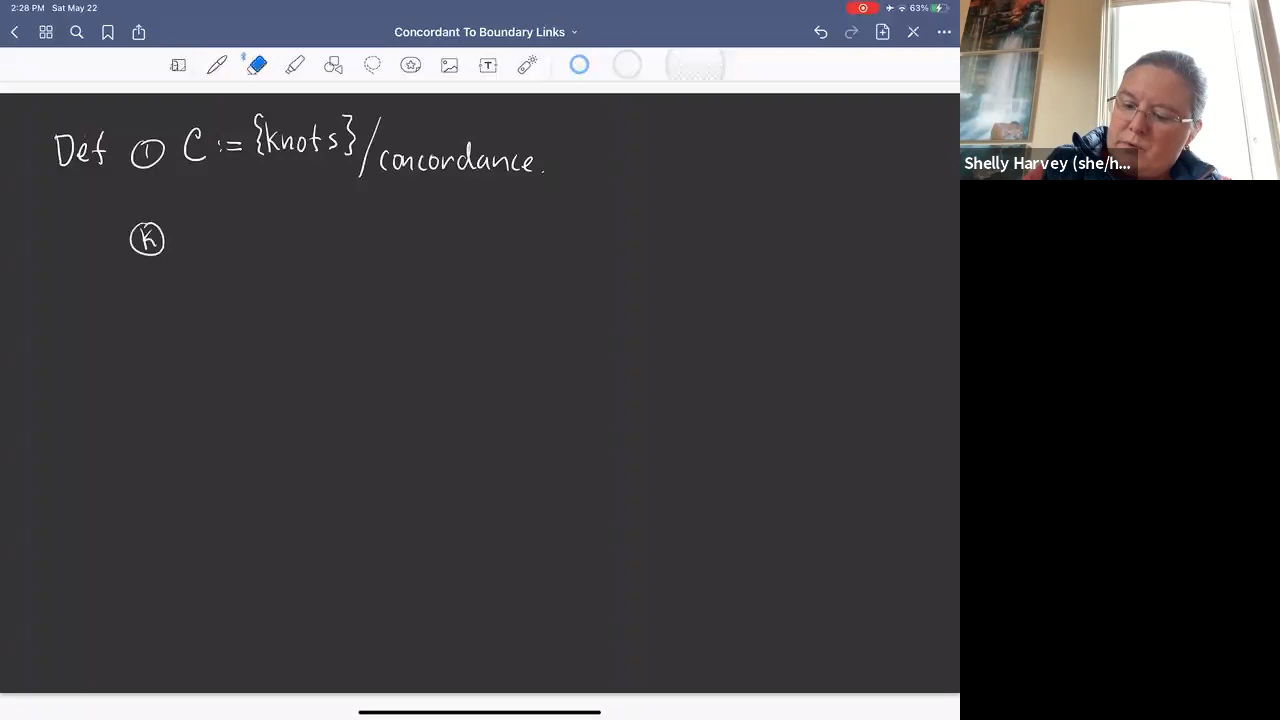 2:28 PM Sat May 22
63%
Concordant To Boundary Links
T
Def ① C := {knots}/concordance.
K
Shelly Harvey (she/h...